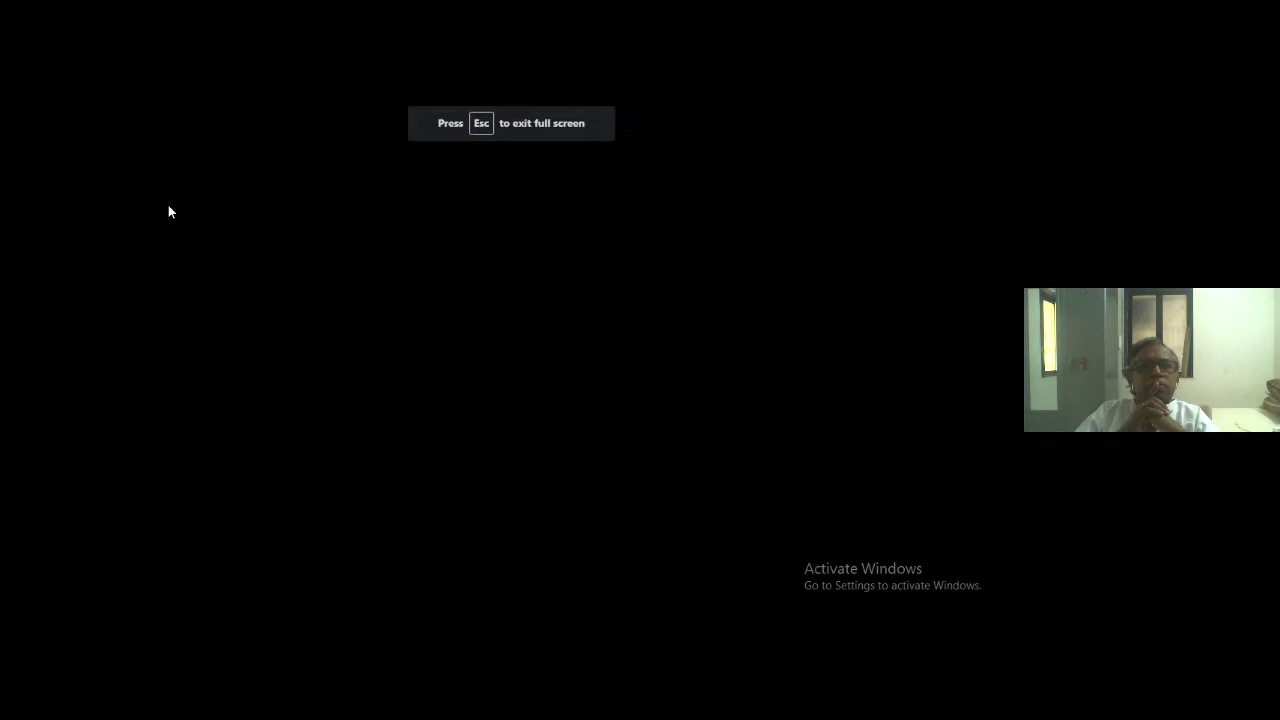 Press Esc to exit full screen
Activate Windows
Go to Settings to activate Windows.